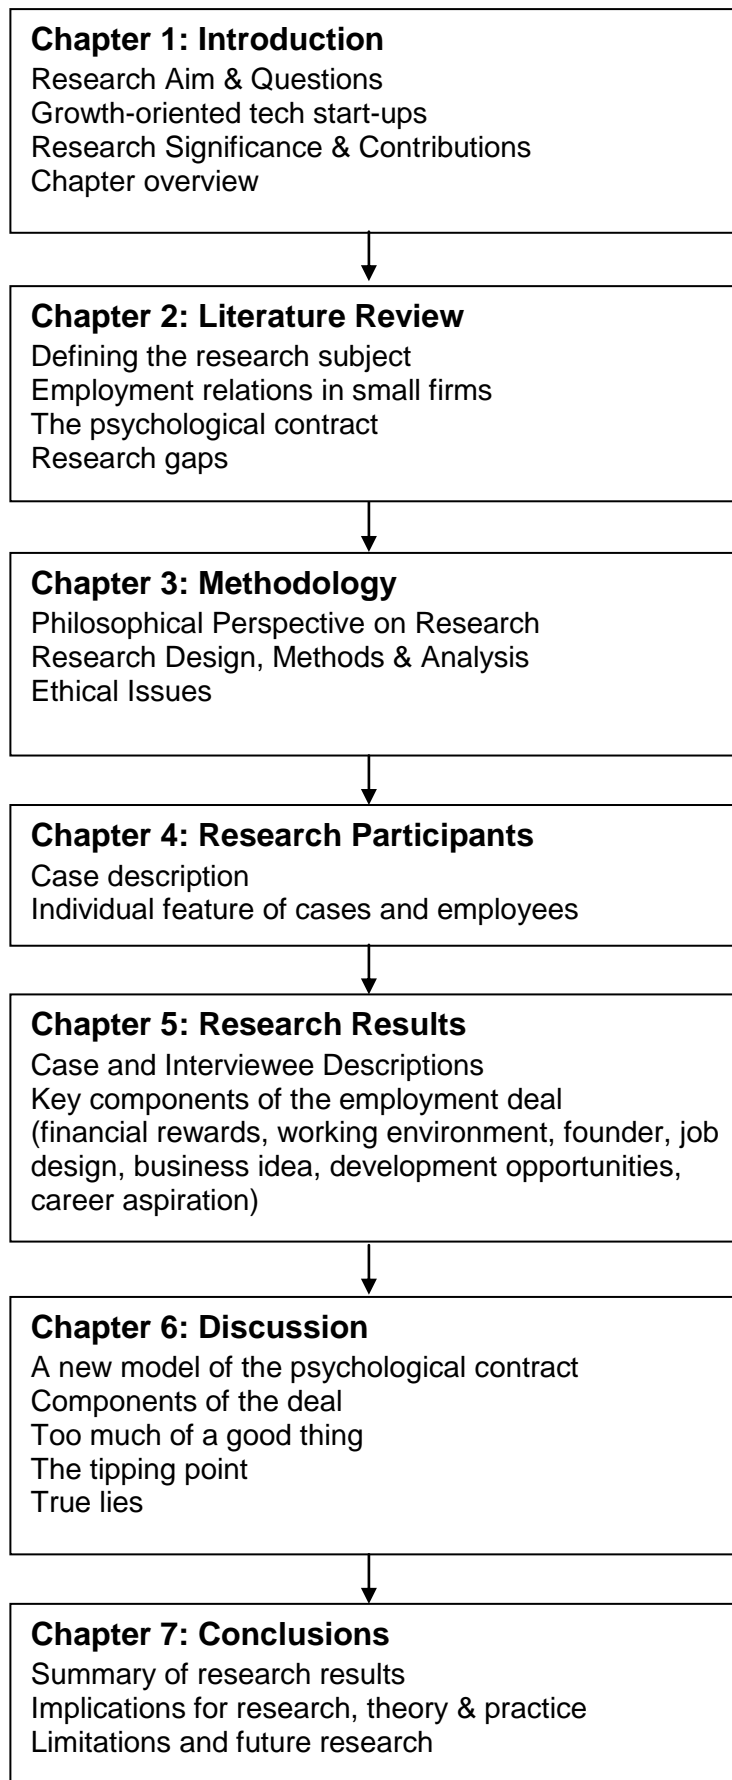 Chapter 1: Introduction
Research Aim & Questions
Growth-oriented tech start-ups
Research Significance & Contributions
Chapter overview
Chapter 2: Literature Review
Defining the research subject
Employment relations in small firms
The psychological contract
Research gaps
Chapter 3: Methodology
Philosophical Perspective on Research
Research Design, Methods & Analysis
Ethical Issues
Chapter 4: Research Participants
Case description
Individual feature of cases and employees
Chapter 5: Research Results
Case and Interviewee Descriptions
Key components of the employment deal
(financial rewards, working environment, founder, job
design, business idea, development opportunities,
career aspiration)
Chapter 6: Discussion
A new model of the psychological contract
Components of the deal
Too much of a good thing
The tipping point
True lies
Chapter 7: Conclusions
Summary of research results
Implications for research, theory & practice
Limitations and future research